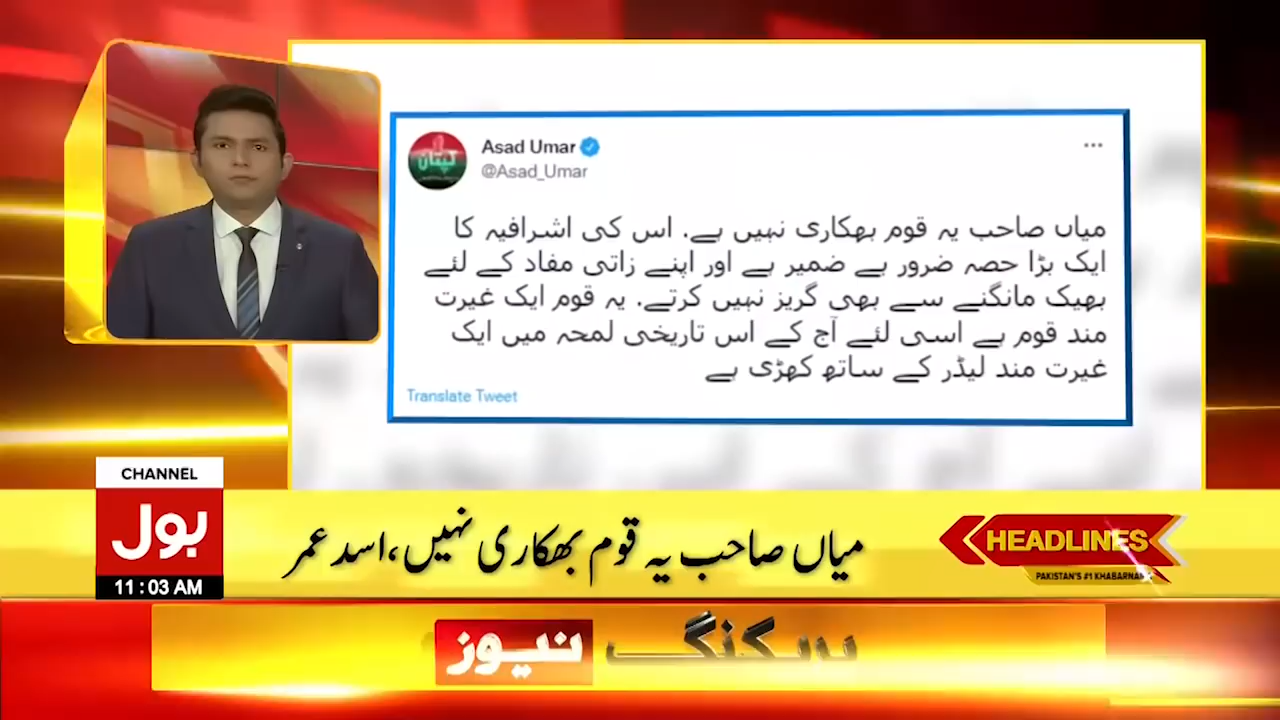 Asad Umar
@Asad_Umar
کپتان
میاں صاحب یہ قوم بھکاری نہیں ہے. اس کی اشرافیہ کا
ایک بڑا حصہ ضرور بے ضمیر ہے اور اپنے زاتی مفاد کے لئے
بھیک مانگنے سے بھی گریز نہیں کرتے. یہ قوم ایک غیرت
مند قوم ہے اسی لئے آج کے اس تاریخی لمحہ میں ایک
غیرت مند لیڈر کے ساتھ کھڑی ہے
Translate Tweet
CHANNEL
بول
11:03 AM
میاں صاحب یہ قوم بھکاری نہیں، اسد عمر
HEADLINES
PAKISTAN'S #1 KHABARNAMA
بریکنگ نیوز